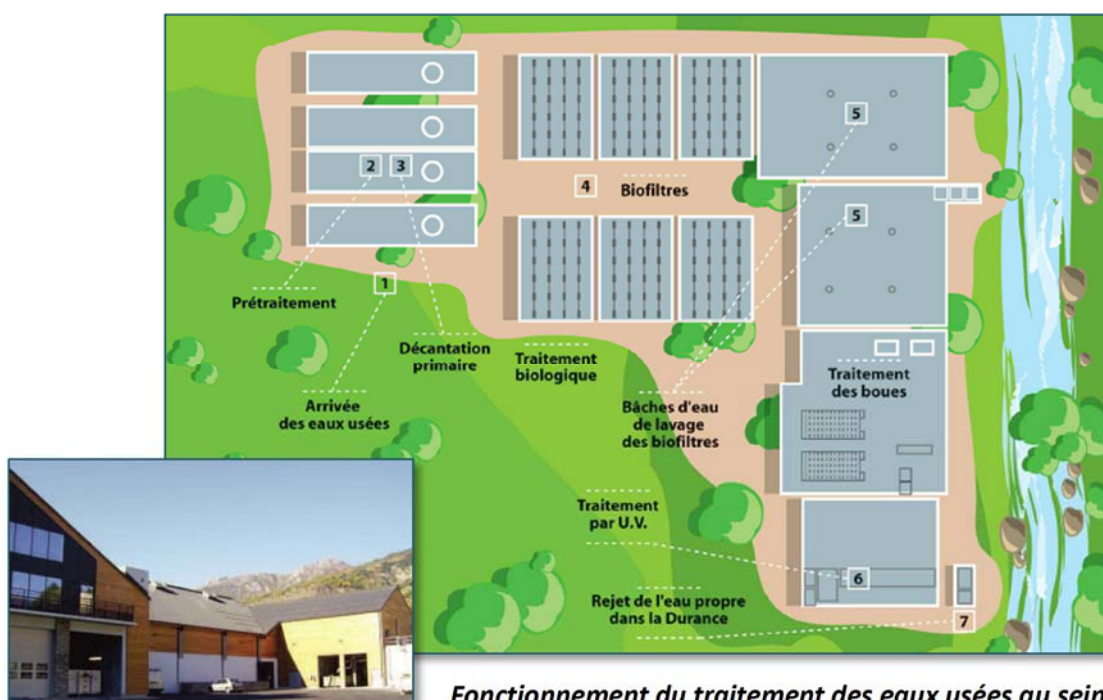 5
2
3
4
Biofiltres
5
1
Prétraitement
Décantation
primaire
Traitement
biologique
Traitement
des boues
Arrivée
des eaux usées
Bâches d'eau
de lavage
des biofiltres
Traitement
par U.V.
6
Rejet de l'eau propre
dans la Durance
7
Fonctionnement du traitement des eaux usées au sein